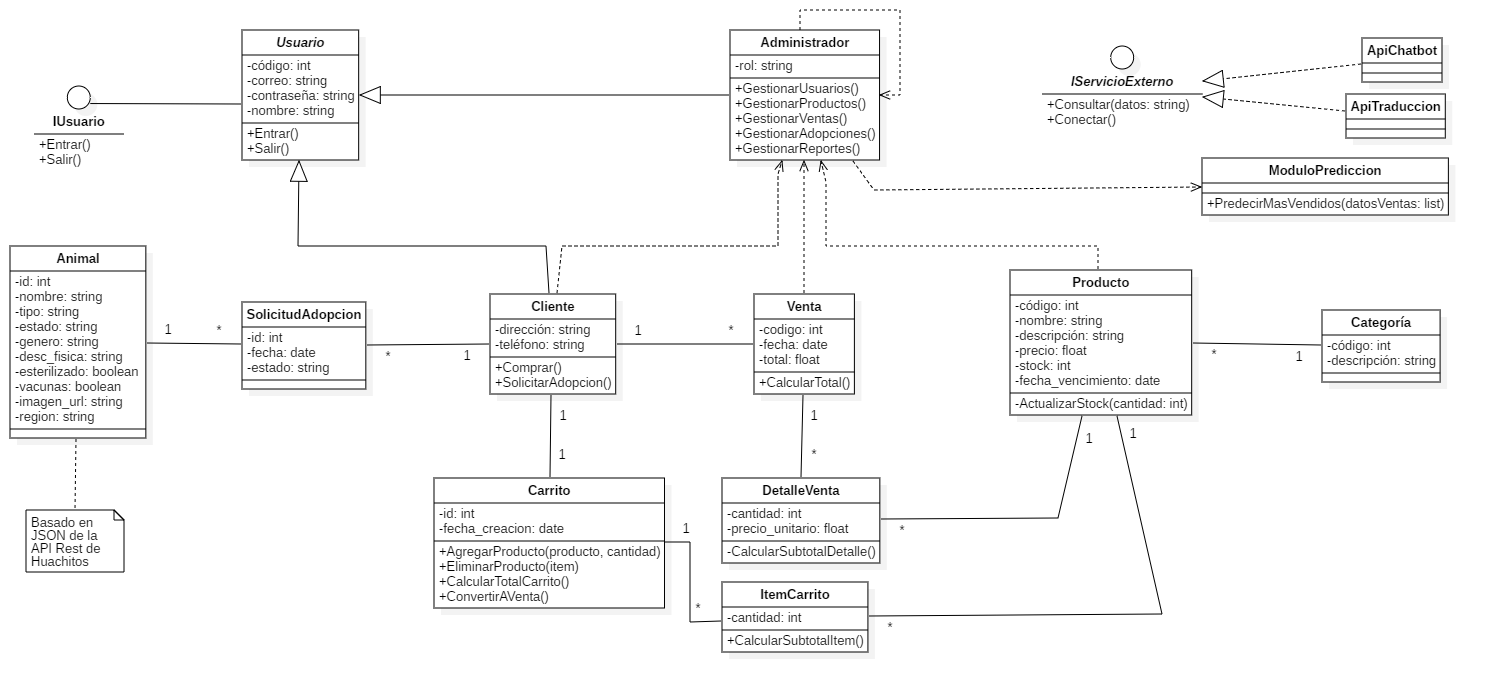 Usuario
-código: int
-correo: string
-contraseña: string
-nombre: string
+Entrar()
+Salir()
IUsuario
+Entrar()
+Salir()
Administrador
-rol: string
+GestionarUsuarios()
+GestionarProductos()
+GestionarVentas()
+GestionarAdopciones()
+GestionarReportes()
IServicioExterno
+Consultar(datos: string)
+Conectar()
ApiChatbot
ApiTraduccion
ModuloPrediccion
+PredecirMasVendidos(datosVentas: list)
Animal
-id: int
-nombre: string
-tipo: string
-estado: string
-genero: string
-desc_fisica: string
-esterilizado: boolean
-vacunas: boolean
-imagen_url: string
-region: string
1
*
SolicitudAdopcion
-id: int
-fecha: date
-estado: string
*
1
Cliente
-dirección: string
-teléfono: string
+Comprar()
+SolicitarAdopcion()
1
*
Venta
-codigo: int
-fecha: date
-total: float
+CalcularTotal()
Producto
-código: int
-nombre: string
-descripción: string
-precio: float
-stock: int
-fecha_vencimiento: date
-ActualizarStock(cantidad: int)
*
1
Categoría
-código: int
-descripción: string
1
1
1
*
1
1
Basado en
JSON de la
API Rest de
Huachitos
Carrito
-id: int
-fecha_creacion: date
+AgregarProducto(producto, cantidad)
+EliminarProducto(item)
+CalcularTotalCarrito()
+ConvertirAVenta()
1
*
DetalleVenta
-cantidad: int
-precio_unitario: float
-CalcularSubtotalDetalle()
*
ItemCarrito
-cantidad: int
+CalcularSubtotalItem()
*